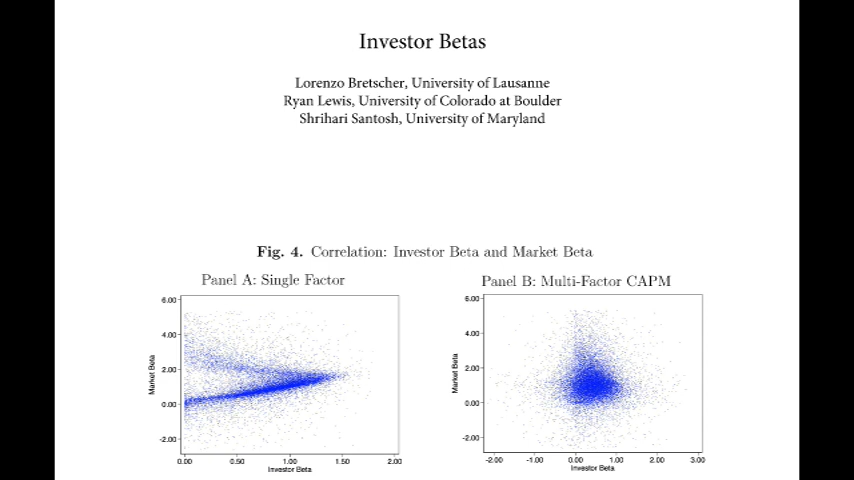 Investor Betas
Lorenzo Bretscher, University of Lausanne
Ryan Lewis, University of Colorado at Boulder
Shrihari Santosh, University of Maryland
Fig. 4. Correlation: Investor Beta and Market Beta
Panel A: Single Factor
6.00
4.00
2.00
0.00
-2.00
Market Beta
0.00 0.50 1.00 1.50 2.00
Investor Beta
Panel B: Multi-Factor CAPM
6.00
4.00
2.00
0.00
-2.00
Market Beta
-2.00 -1.00 0.00 1.00 2.00 3.00
Investor Beta